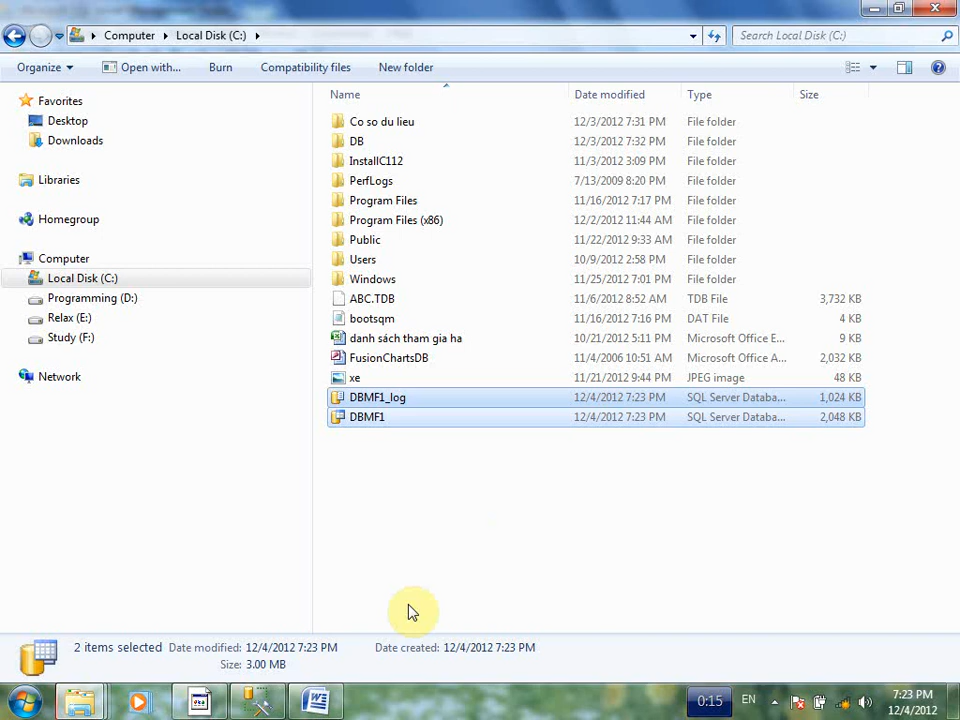 Computer Local Disk (C:) Search Local Disk (C:)
Organize Open with... Burn Compatibility files New folder
Name Date modified Type Size
Favorites
Desktop
Downloads
Libraries
Homegroup
Computer
Local Disk (C:)
Programming (D:)
Relax (E:)
Study (F:)
Network
Co so du lieu 12/3/2012 7:31 PM File folder
DB 12/3/2012 7:32 PM File folder
InstallC112 11/3/2012 3:09 PM File folder
PerfLogs 7/13/2009 8:20 PM File folder
Program Files 11/16/2012 7:17 PM File folder
Program Files (x86) 12/2/2012 11:44 AM File folder
Public 11/22/2012 9:33 AM File folder
Users 10/9/2012 2:58 PM File folder
Windows 11/25/2012 7:01 PM File folder
ABC.TDB 11/6/2012 8:52 AM TDB File 3,732 KB
bootsqm 11/16/2012 7:16 PM DAT File 4 KB
danh sách tham gia ha 10/21/2012 5:11 PM Microsoft Office E... 9 KB
FusionChartsDB 11/4/2006 10:51 AM Microsoft Office A... 2,032 KB
xe 11/21/2012 9:44 PM JPEG image 48 KB
DBMF1_log 12/4/2012 7:23 PM SQL Server Databa... 1,024 KB
DBMF1 12/4/2012 7:23 PM SQL Server Databa... 2,048 KB
2 items selected Date modified: 12/4/2012 7:23 PM Date created: 12/4/2012 7:23 PM
Size: 3.00 MB
0:15 EN 7:23 PM
12/4/2012